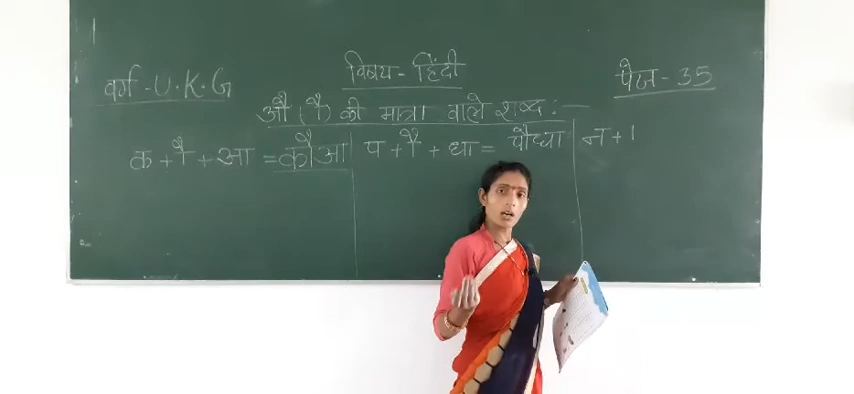 वर्ग - U.K.G
विषय - हिंदी
पेज - 35
औ (ौ) की मात्रा वाले शब्द :—
क + ौ + आ = कौआ
प + ौ + धा = पौधा
न + ा